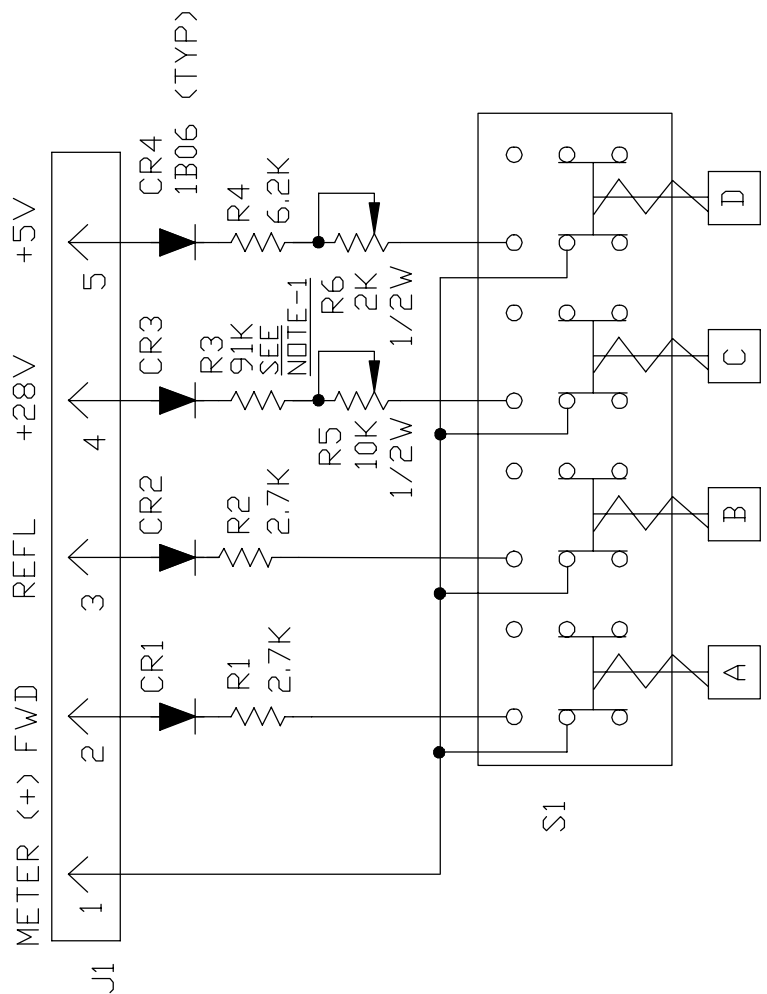 METER (+)
FWD
REFL
+28V
+5V
J1
1
2
3
4
5
CR1
CR2
CR3
CR4
1B06 (TYP)
R1
2.7K
R2
2.7K
R3
91K
SEE
NOTE-1
R4
6.2K
R5
10K
1/2W
R6
2K
1/2W
S1
A
B
C
D